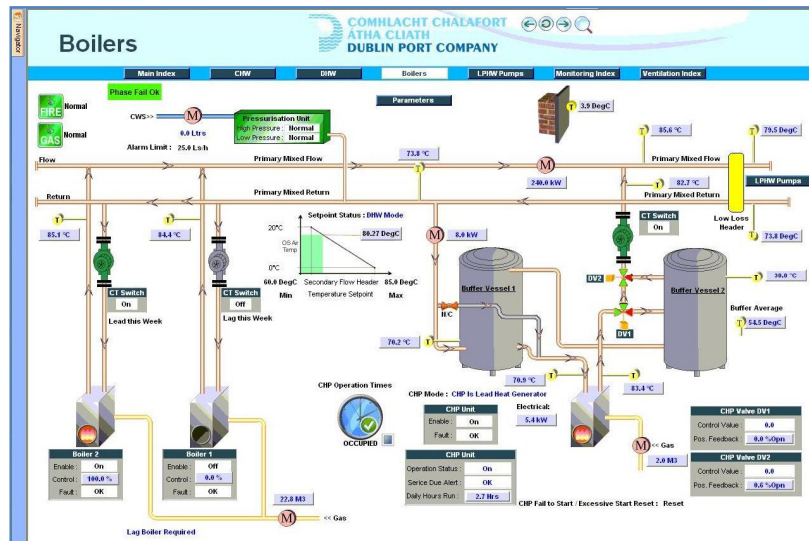 Navigator
Boilers
COMHLACHT CHALAFORT
ÁTHA CLIATH
DUBLIN PORT COMPANY
Main Index
CHW
DHW
Boilers
LPHW Pumps
Monitoring Index
Ventilation Index
Phase Fail Ok
Parameters
FIRE
Normal
GAS
Normal
CWS>>
M
0.0 Ltrs
Alarm Limit : 25.0 Ls/h
Pressurisation Unit
High Pressure : Normal
Low Pressure : Normal
T
3.9 DegC
T
85.6 °C
T
79.5 DegC
73.8 °C
T
Flow
Primary Mixed Flow
M
240.0 kW
Primary Mixed Flow
LPHW Pumps
Return
Primary Mixed Return
T
82.7 °C
Primary Mixed Return
Low Loss
Header
T
73.8 DegC
T
85.1 °C
T
84.4 °C
Setpoint Status : DHW Mode
20°C
80.27 DegC
OS Air
Temp
0°C
60.0 DegC
Secondary Flow Header
85.0 DegC
Min
Temperature Setpoint
Max
M
8.0 kW
CT Switch
On
CT Switch
On
Lead this Week
CT Switch
Off
Lag this Week
Buffer Vessel 1
Buffer Vessel 2
DV2
DV1
T
30.0 °C
Buffer Average
T
54.5 DegC
N/C
70.2 °C
T
70.9 °C
T
T
83.4 °C
CHP Operation Times
OCCUPIED
CHP Mode : CHP Is Lead Heat Generator
CHP Unit
Enable : On
Fault : OK
Electrical:
5.4 kW
CHP Unit
Operation Status : On
Serice Due Alert : OK
Daily Hours Run : 2.7 Hrs
M
<< Gas
2.0 M3
CHP Valve DV1
Control Value : 0.0
Pos. Feedback : 0.0 %Opn
CHP Valve DV2
Control Value : 0.0
Pos. Feedback : 0.6 %Opn
CHP Fail to Start / Excessive Start Reset : Reset
Boiler 2
Enable : On
Control : 100.0 %
Fault : OK
Boiler 1
Enable : Off
Control : 0.0 %
Fault : OK
22.8 M3
M
<< Gas
Lag Boiler Required